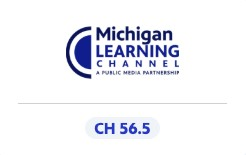 Michigan
LEARNING
CHANNEL
A PUBLIC MEDIA PARTNERSHIP
CH 56.5